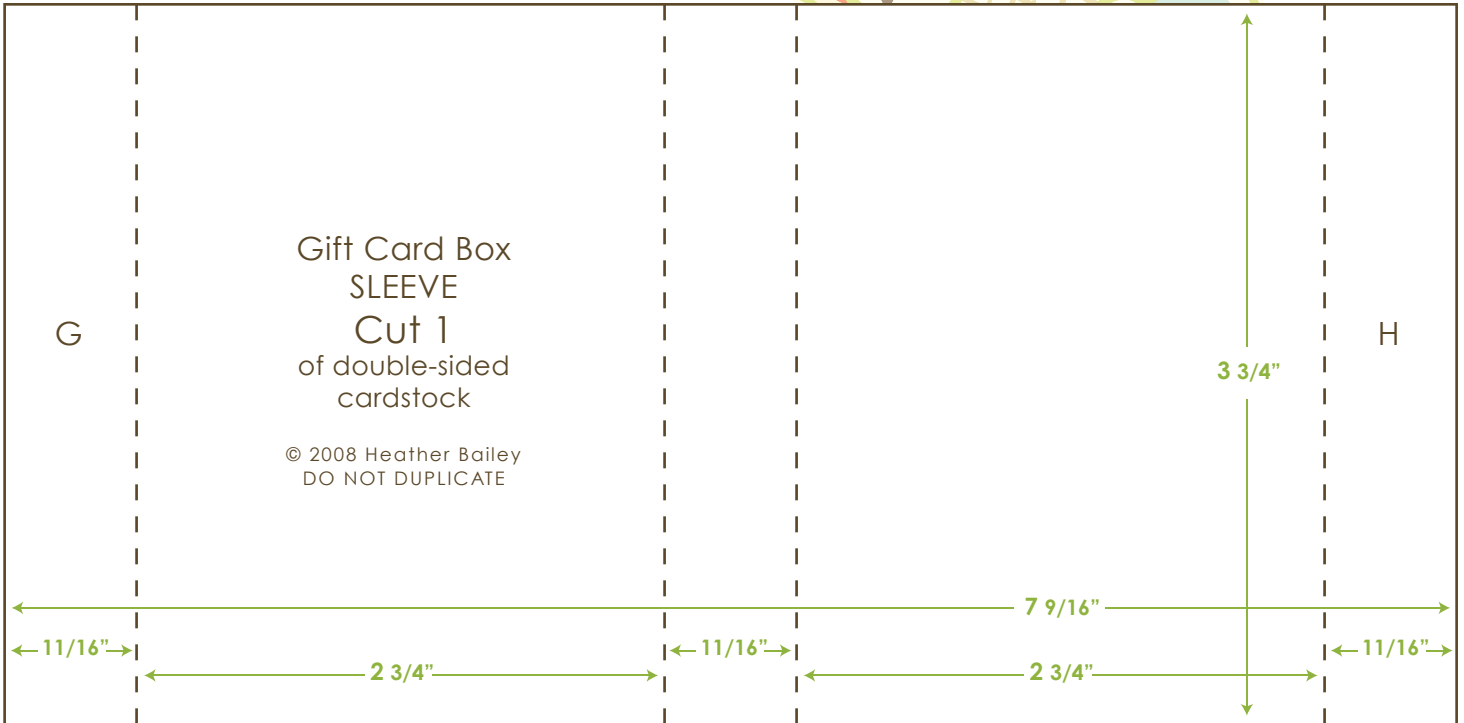 Gift Card Box
SLEEVE
Cut 1
of double-sided
cardstock
© 2008 Heather Bailey
DO NOT DUPLICATE
G
H
3 3/4”
7 9/16”
11/16”
11/16”
11/16”
2 3/4”
2 3/4”